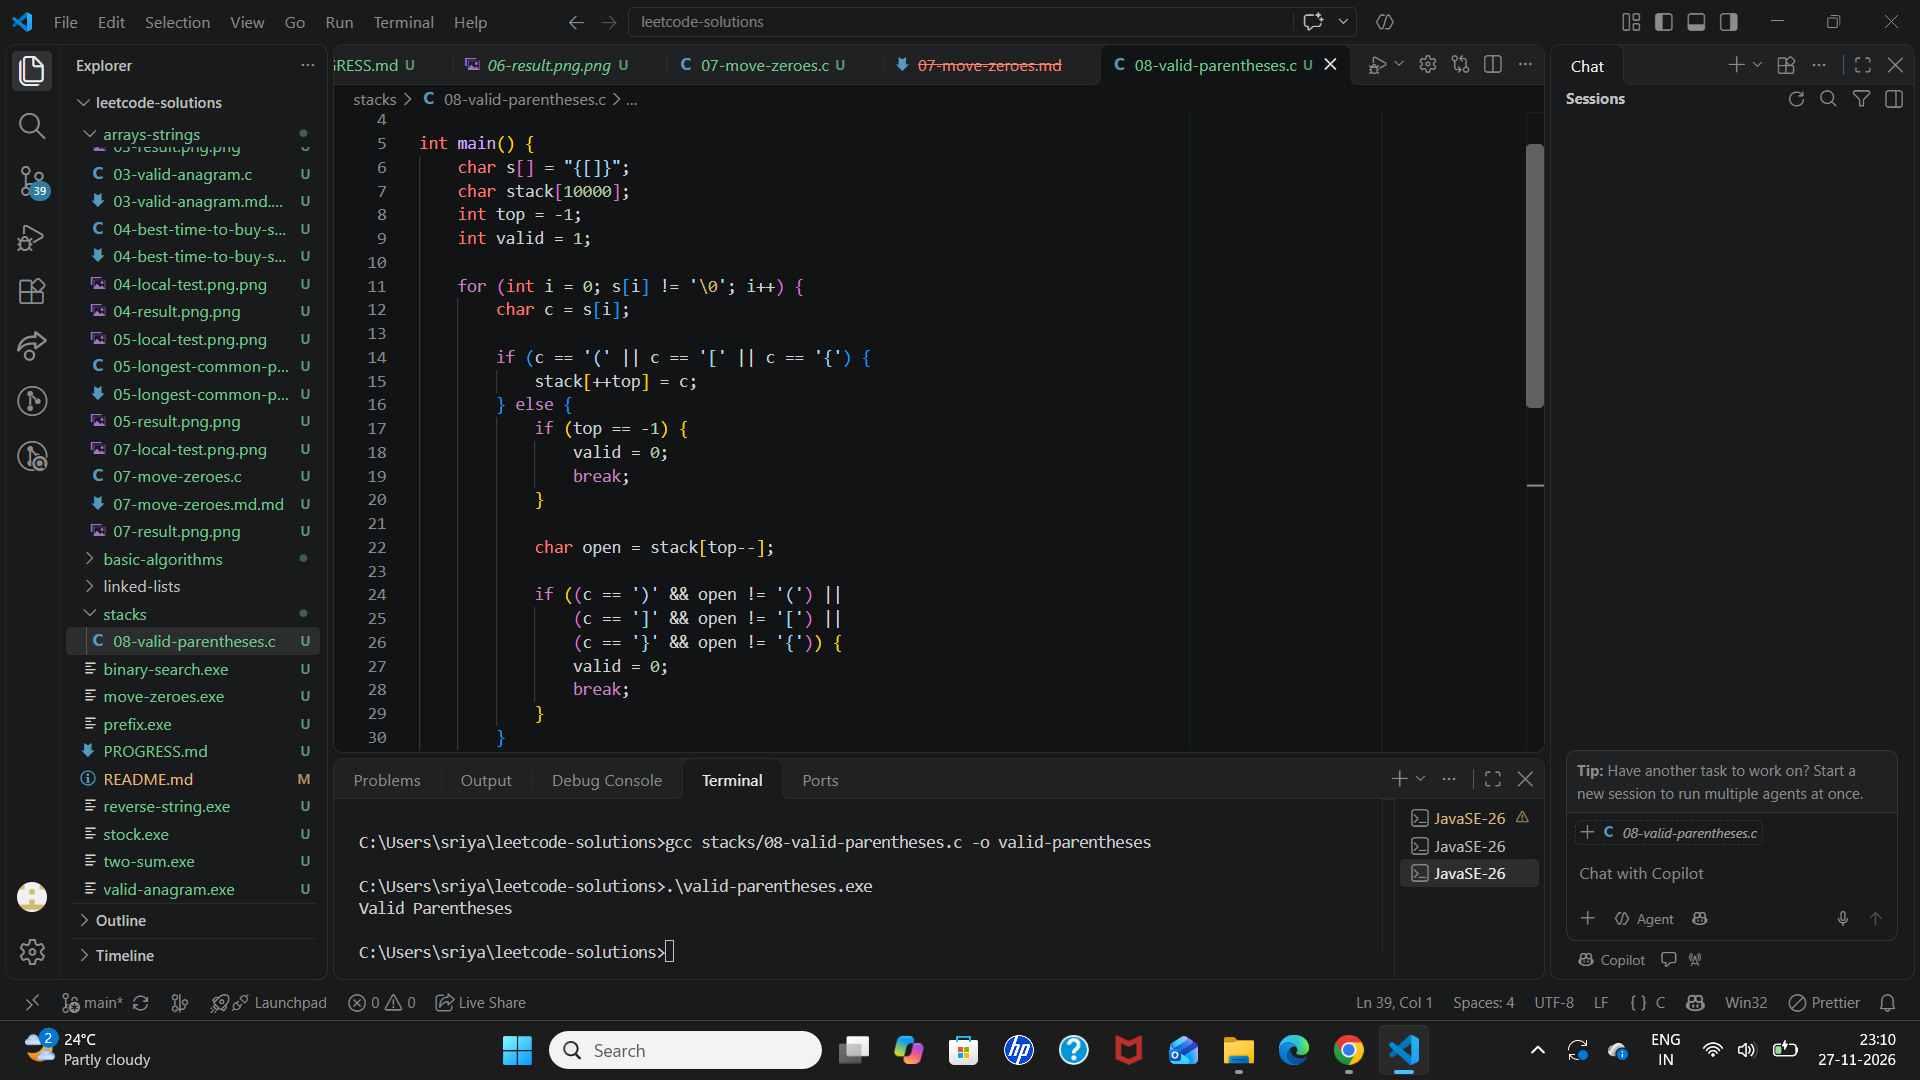 File Edit Selection View Go Run Terminal Help
leetcode-solutions
Explorer
leetcode-solutions
arrays-strings
03-result.png.png U
03-valid-anagram.c U
03-valid-anagram.md.... U
04-best-time-to-buy-s... U
04-best-time-to-buy-s... U
04-local-test.png.png U
04-result.png.png U
05-local-test.png.png U
05-longest-common-p... U
05-longest-common-p... U
05-result.png.png U
07-local-test.png.png U
07-move-zeroes.c U
07-move-zeroes.md.md U
07-result.png.png U
basic-algorithms
linked-lists
stacks
08-valid-parentheses.c U
binary-search.exe U
move-zeroes.exe U
prefix.exe U
PROGRESS.md U
README.md M
reverse-string.exe U
stock.exe U
two-sum.exe U
valid-anagram.exe U
Outline
Timeline
39
GRESS.md U
06-result.png.png U
C 07-move-zeroes.c U
07-move-zeroes.md
C 08-valid-parentheses.c U
stacks > C 08-valid-parentheses.c > ...
4
5 int main() {
6 char s[] = "{[]}";
7 char stack[10000];
8 int top = -1;
9 int valid = 1;
10
11 for (int i = 0; s[i] != '\0'; i++) {
12 char c = s[i];
13
14 if (c == '(' || c == '[' || c == '{') {
15 stack[++top] = c;
16 } else {
17 if (top == -1) {
18 valid = 0;
19 break;
20 }
21
22 char open = stack[top--];
23
24 if ((c == ')' && open != '(') ||
25 (c == ']' && open != '[') ||
26 (c == '}' && open != '{')) {
27 valid = 0;
28 break;
29 }
30 }
Problems Output Debug Console Terminal Ports
C:\Users\sriya\leetcode-solutions>gcc stacks/08-valid-parentheses.c -o valid-parentheses
C:\Users\sriya\leetcode-solutions>.\valid-parentheses.exe
Valid Parentheses
C:\Users\sriya\leetcode-solutions>
JavaSE-26
JavaSE-26
JavaSE-26
Chat
Sessions
Tip: Have another task to work on? Start a
new session to run multiple agents at once.
C 08-valid-parentheses.c
Chat with Copilot
Agent
Copilot
main* Launchpad 0 0 Live Share
Ln 39, Col 1 Spaces: 4 UTF-8 LF { } C Win32 Prettier
2
24°C
Partly cloudy
Search
hp
ENG
IN
23:10
27-11-2026